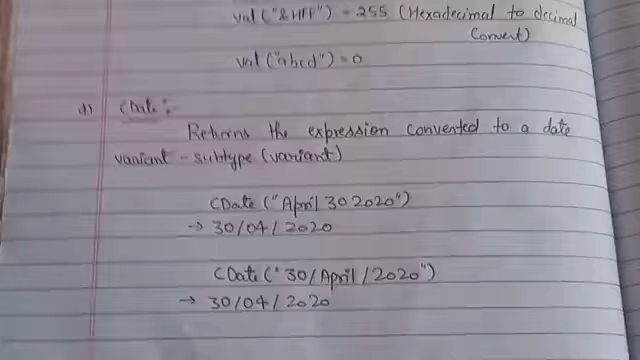 Val("&HFF") = 255 (Hexadecimal to decimal
Convert)
Val("abcd") = 0
d) CDate :-
Returns the expression converted to a date
variant - subtype (variant)
CDate ("April 30 2020")
→ 30/04/2020
CDate (" 30/April/2020")
→ 30/04/2020